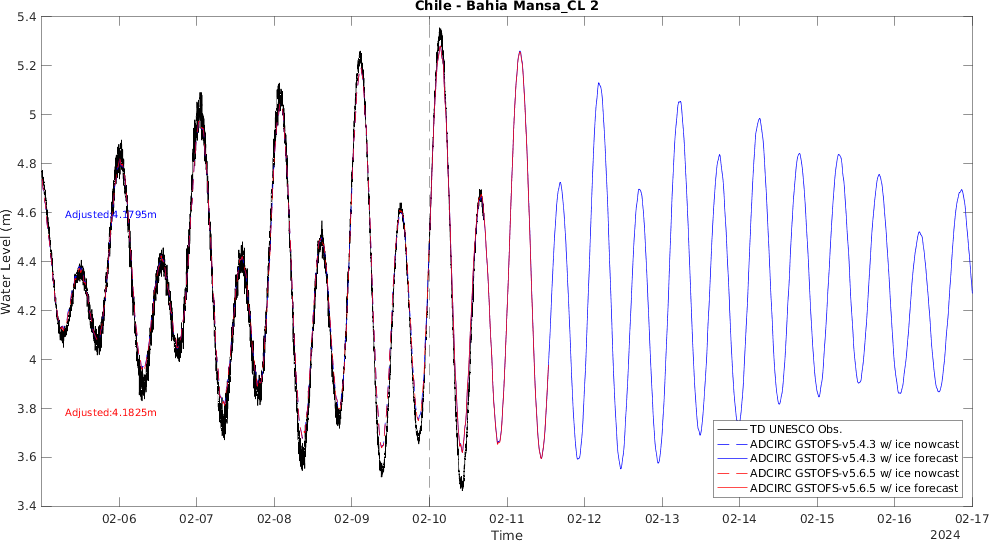 Chile - Bahia Mansa_CL 2
5.4
5.2
5
4.8
4.6
4.4
4.2
4
3.8
3.6
3.4
Water Level (m)
Adjusted:4.1795m
Adjusted:4.1825m
TD UNESCO Obs.
ADCIRC GSTOFS-v5.4.3 w/ ice nowcast
ADCIRC GSTOFS-v5.4.3 w/ ice forecast
ADCIRC GSTOFS-v5.6.5 w/ ice nowcast
ADCIRC GSTOFS-v5.6.5 w/ ice forecast
02-06 02-07 02-08 02-09 02-10 02-11 02-12 02-13 02-14 02-15 02-16 02-17
Time
2024